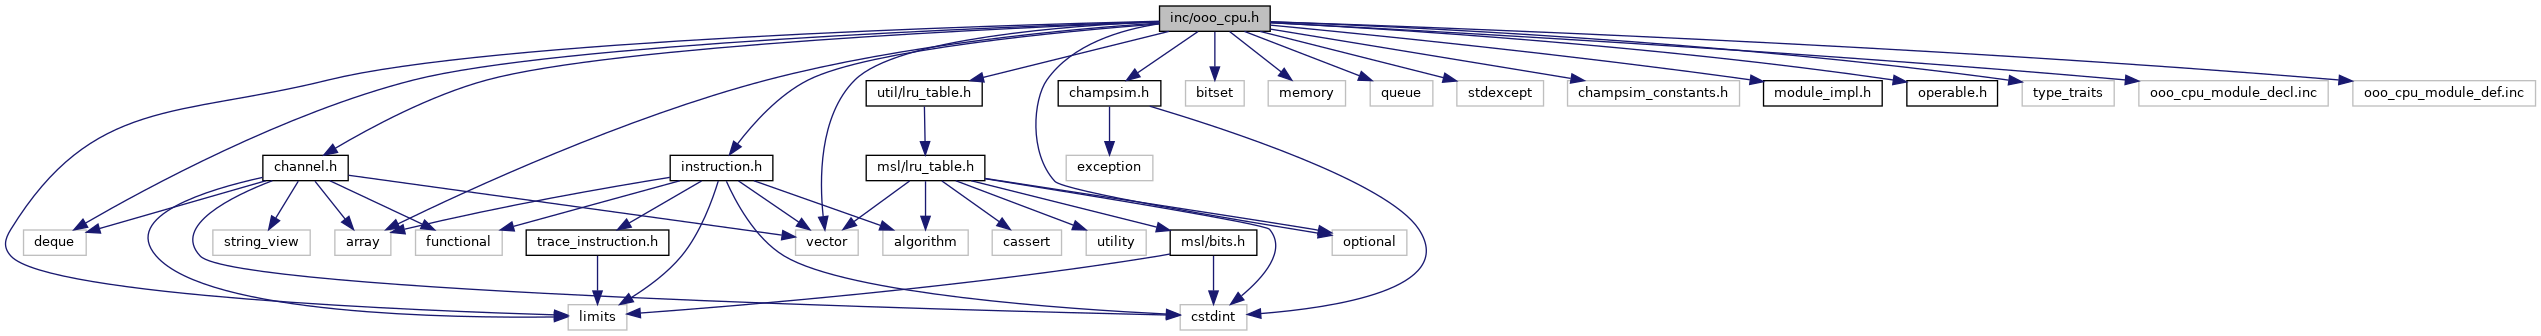 inc/ooo_cpu.h
util/lru_table.h
champsim.h
bitset
memory
queue
stdexcept
champsim_constants.h
module_impl.h
operable.h
type_traits
ooo_cpu_module_decl.inc
ooo_cpu_module_def.inc
channel.h
instruction.h
msl/lru_table.h
exception
deque
string_view
array
functional
trace_instruction.h
vector
algorithm
cassert
utility
msl/bits.h
optional
limits
cstdint